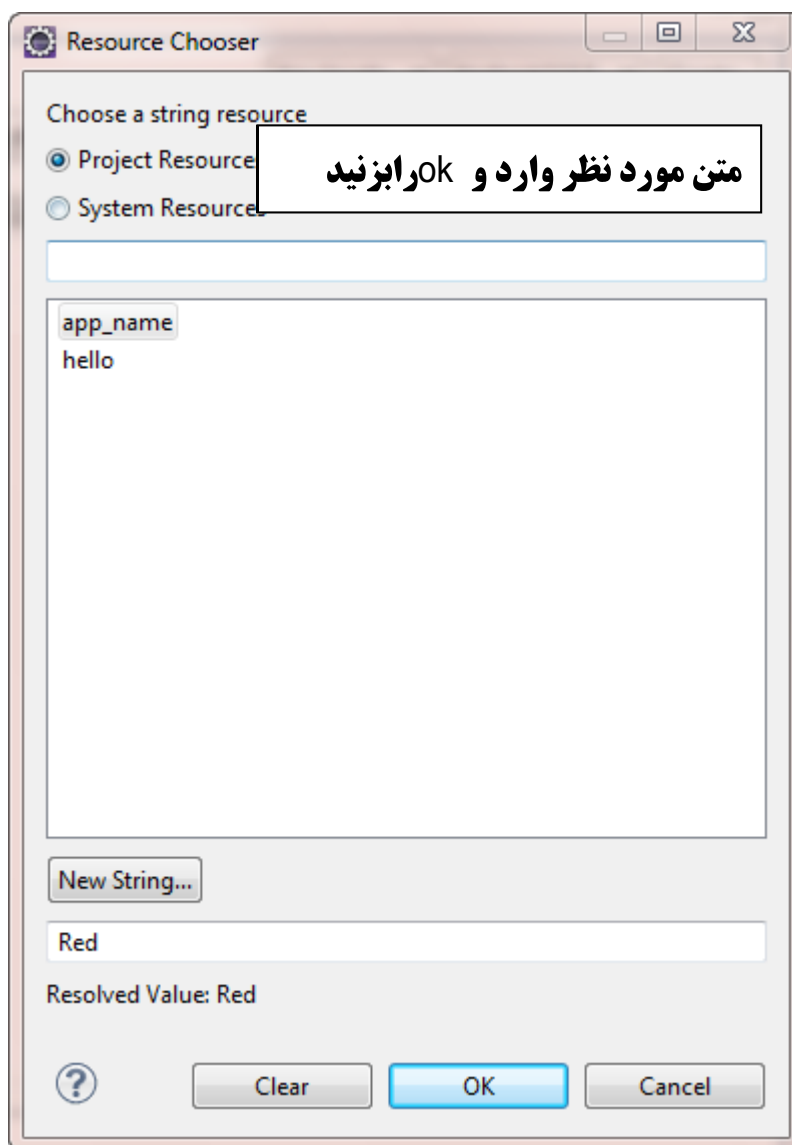 Resource Chooser
Choose a string resource
Project Resource
متن مورد نظر وارد و okرابزنید
System Resources
app_name
hello
New String...
Red
Resolved Value: Red
?
Clear
OK
Cancel